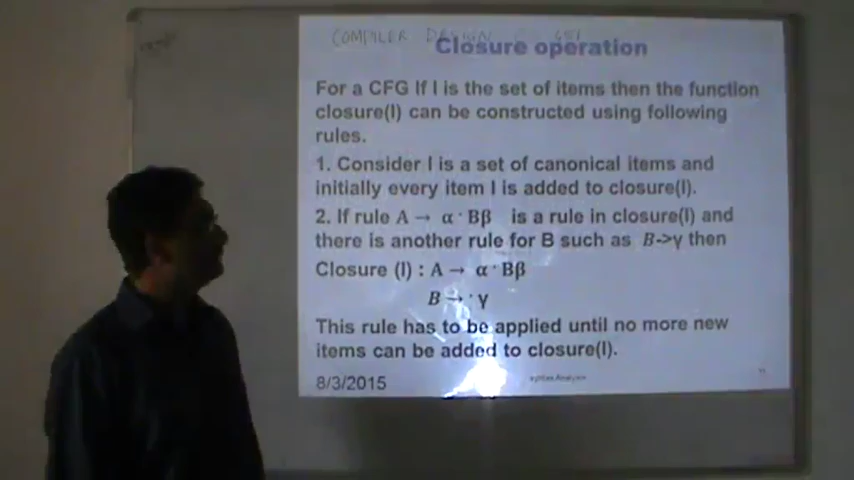 COMPILER DESIGN
Closure operation
For a CFG If I is the set of items then the function
closure(I) can be constructed using following
rules.
1. Consider I is a set of canonical items and
initially every item I is added to closure(I).
2. If rule A→ α·Bβ is a rule in closure(I) and
there is another rule for B such as B->γ then
Closure (I) : A→ α·Bβ
B→·γ
This rule has to be applied until no more new
items can be added to closure(I).
8/3/2015